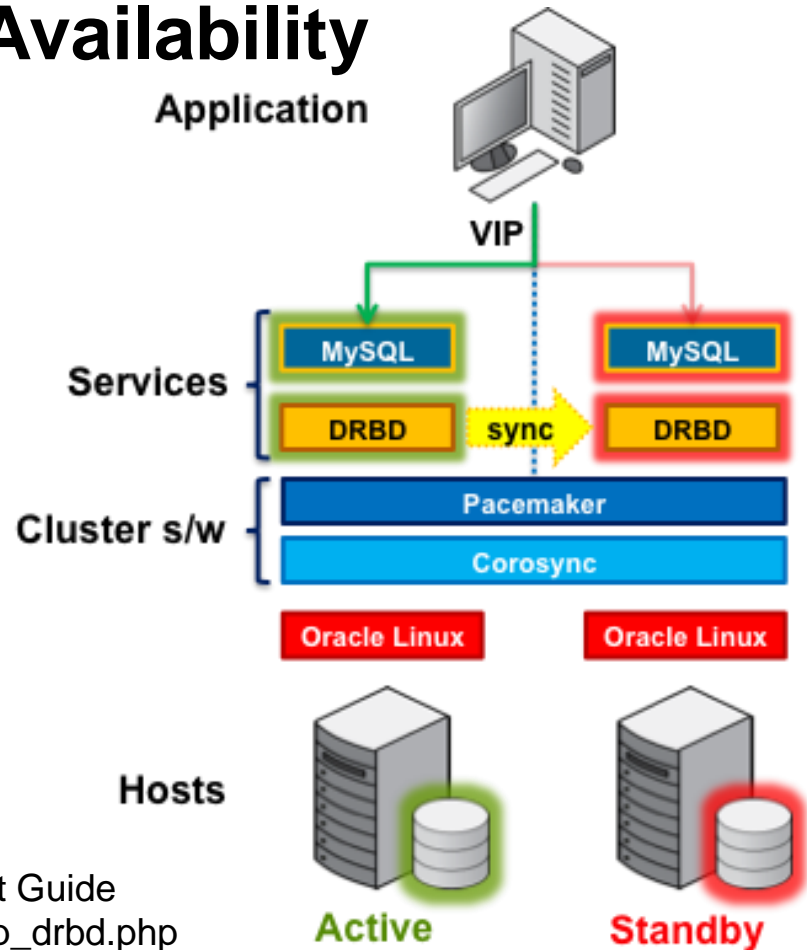 Availability
Application
VIP
Services
MySQL
MySQL
DRBD
sync
DRBD
Cluster s/w
Pacemaker
Corosync
Oracle Linux
Oracle Linux
Hosts
t Guide
o_drbd.php
Active
Standby